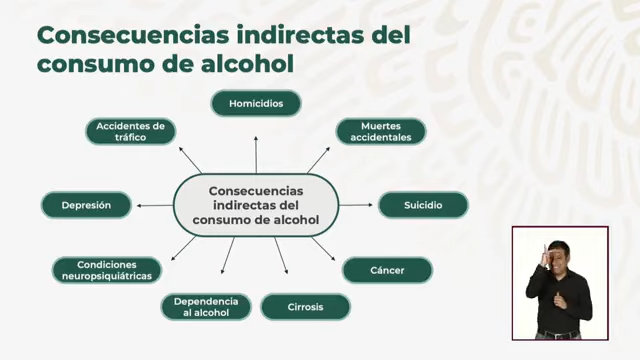 Consecuencias indirectas del
consumo de alcohol
Homicidios
Accidentes de
tráfico
Muertes
accidentales
Depresión
Consecuencias
indirectas del
consumo de alcohol
Suicidio
Condiciones
neuropsiquiátricas
Cáncer
Dependencia
al alcohol
Cirrosis